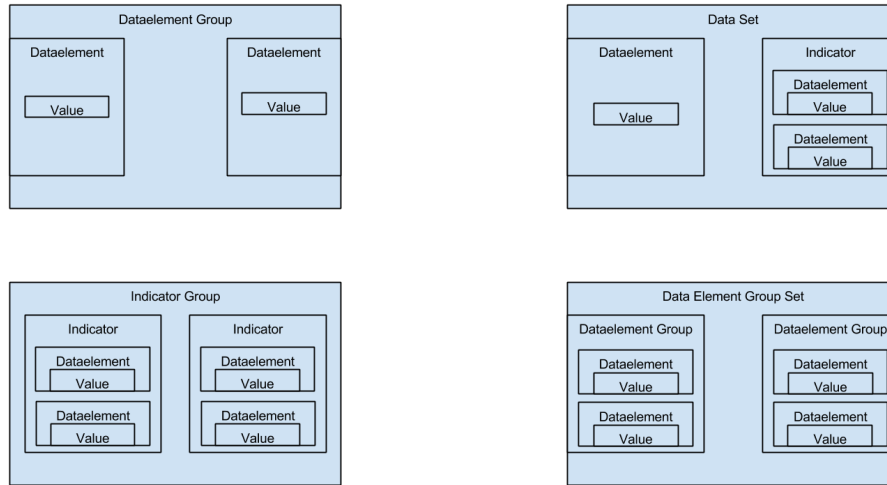 Dataelement Group
Dataelement
Value
Dataelement
Value
Data Set
Dataelement
Value
Indicator
Dataelement
Value
Dataelement
Value
Indicator Group
Indicator
Dataelement
Value
Dataelement
Value
Indicator
Dataelement
Value
Dataelement
Value
Data Element Group Set
Dataelement Group
Dataelement
Value
Dataelement
Value
Dataelement Group
Dataelement
Value
Dataelement
Value